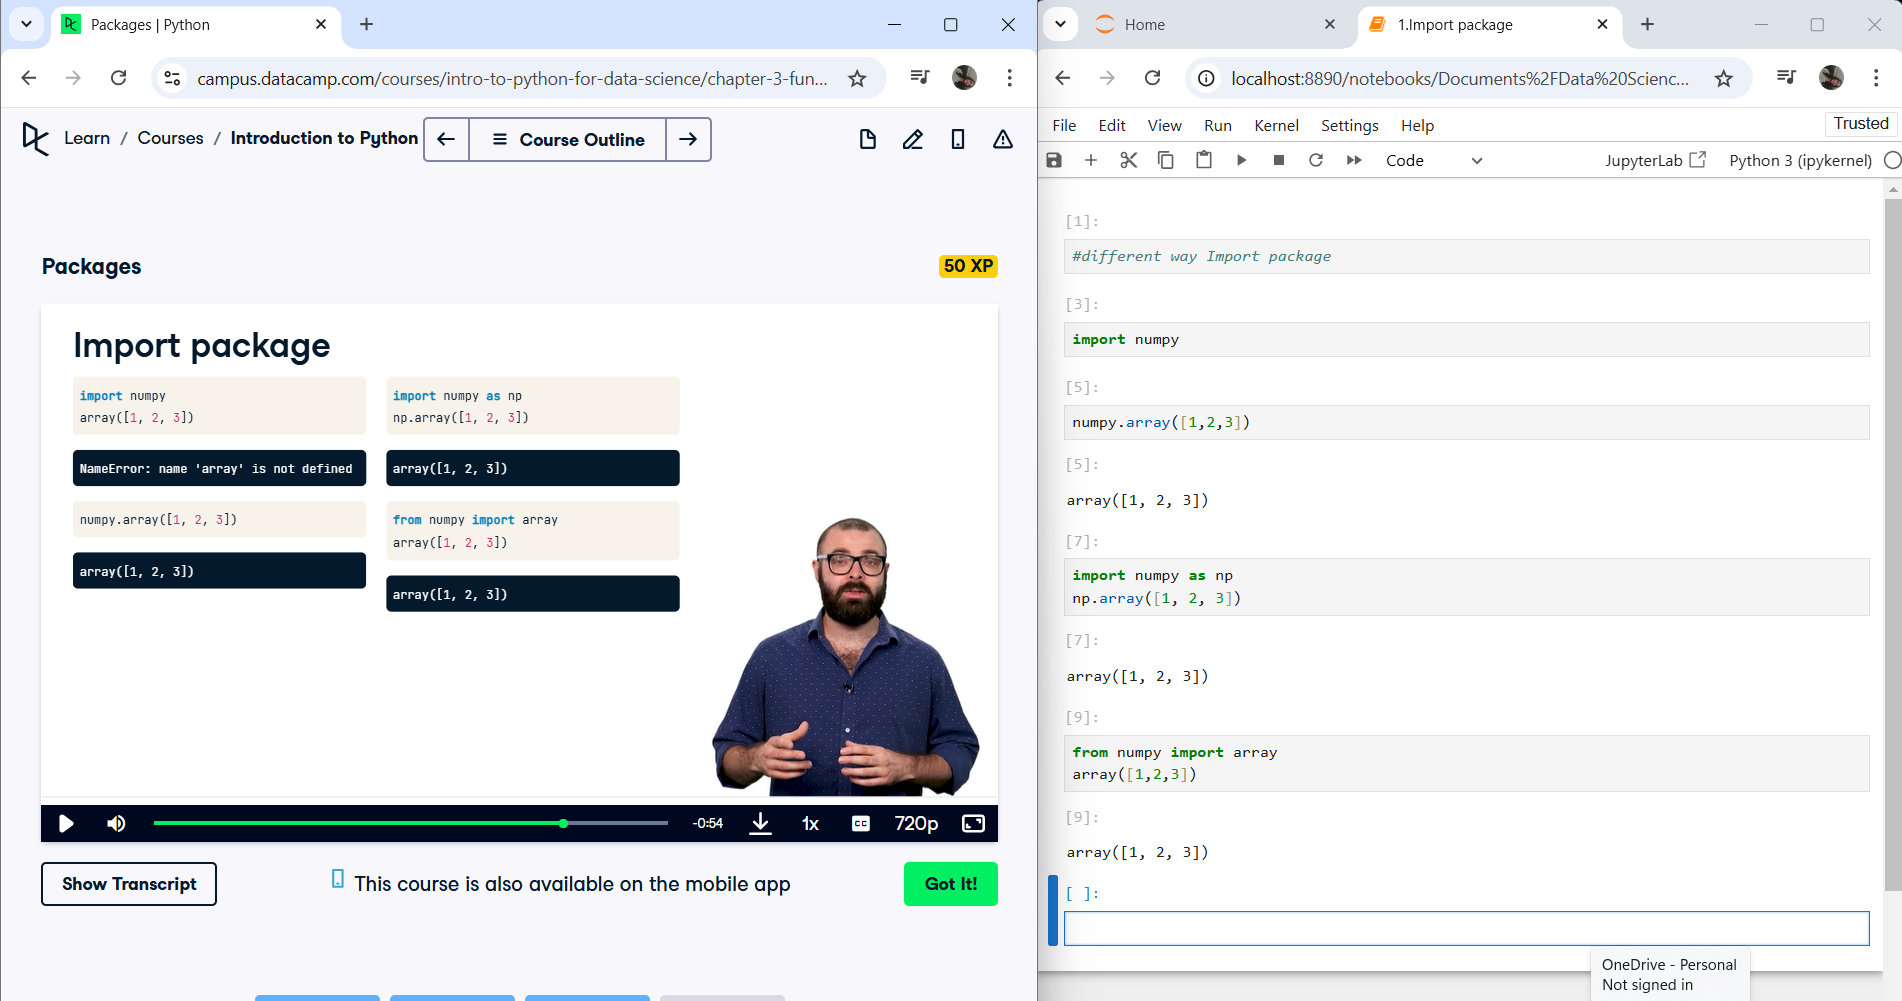 Packages | Python
campus.datacamp.com/courses/intro-to-python-for-data-science/chapter-3-fun...
Learn / Courses / Introduction to Python
Course Outline
Packages
50 XP
Import package
import numpy
array([1, 2, 3])
NameError: name 'array' is not defined
numpy.array([1, 2, 3])
array([1, 2, 3])
import numpy as np
np.array([1, 2, 3])
array([1, 2, 3])
from numpy import array
array([1, 2, 3])
array([1, 2, 3])
-0:54
1x
CC
720p
Show Transcript
This course is also available on the mobile app
Got It!
Home
1.Import package
localhost:8890/notebooks/Documents%2FData%20Scienc...
File Edit View Run Kernel Settings Help
Trusted
Code
JupyterLab
Python 3 (ipykernel)
[1]:
#different way Import package
[3]:
import numpy
[5]:
numpy.array([1,2,3])
[5]:
array([1, 2, 3])
[7]:
import numpy as np
np.array([1, 2, 3])
[7]:
array([1, 2, 3])
[9]:
from numpy import array
array([1,2,3])
[9]:
array([1, 2, 3])
[ ]:
OneDrive - Personal
Not signed in